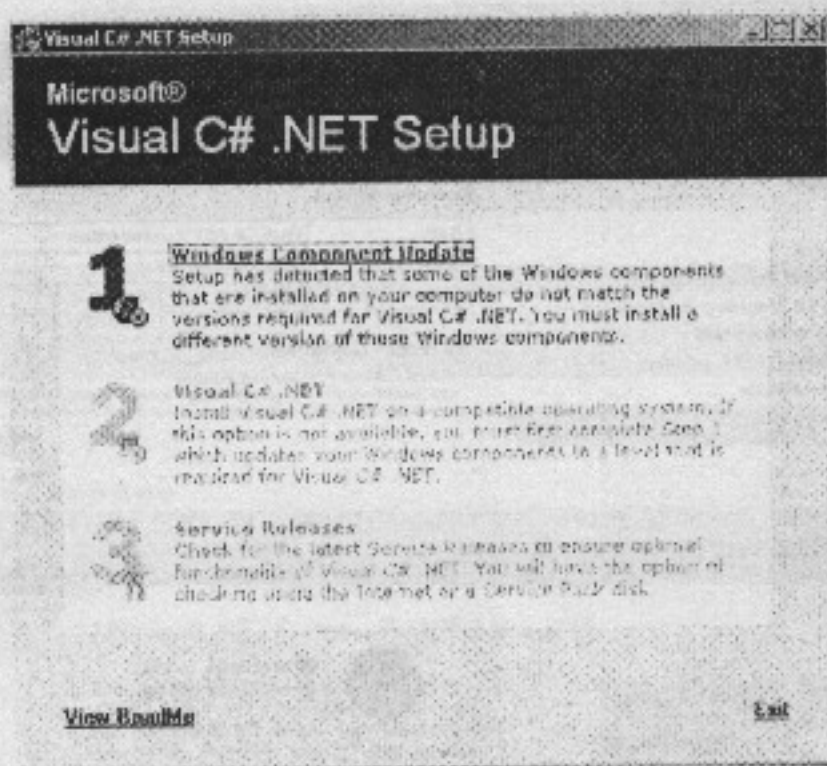 Visual C# .NET Setup
Microsoft®
Visual C# .NET Setup
1
Windows Component Update
Setup has detected that some of the Windows components
that are installed on your computer do not match the
versions required for Visual C# .NET. You must install a
different version of these Windows components.
2
Visual C# .NET
Install Visual C# .NET on a compatible operating system. If
this option is not available, you must first complete Step 1
which updates your Windows components to a level that is
required for Visual C# .NET.
3
Service Releases
Check for the latest Service Releases to ensure optimal
functionality of Visual C# .NET. You will have the option of
checking using the Internet or a Service Pack disk.
View ReadMe
Exit